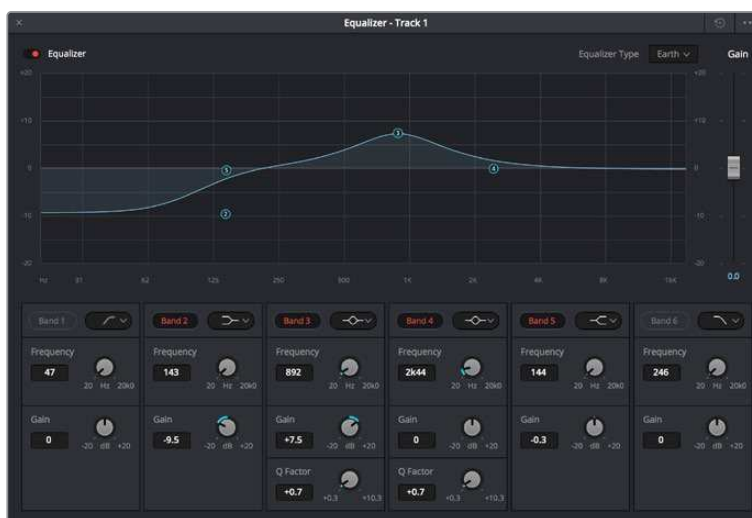 Equalizer - Track 1
Equalizer
Equalizer Type
Earth
Gain
+20
+20
+10
+10
0
0
-10
-10
-20
-20
Hz 31 62 125 250 500 1K 2K 4K 8K 16K
0.0
5
3
4
2
Band 1
Band 2
Band 3
Band 4
Band 5
Band 6
Frequency Frequency Frequency Frequency Frequency Frequency
47 143 892 2k44 144 246
20 Hz 20k0 20 Hz 20k0 20 Hz 20k0 20 Hz 20k0 20 Hz 20k0 20 Hz 20k0
Gain Gain Gain Gain Gain Gain
0 -9.5 +7.5 0 -0.3 0
-20 dB +20 -20 dB +20 -20 dB +20 -20 dB +20 -20 dB +20 -20 dB +20
Q Factor Q Factor
+0.7 +0.7
+0.3 +10.3 +0.3 +10.3